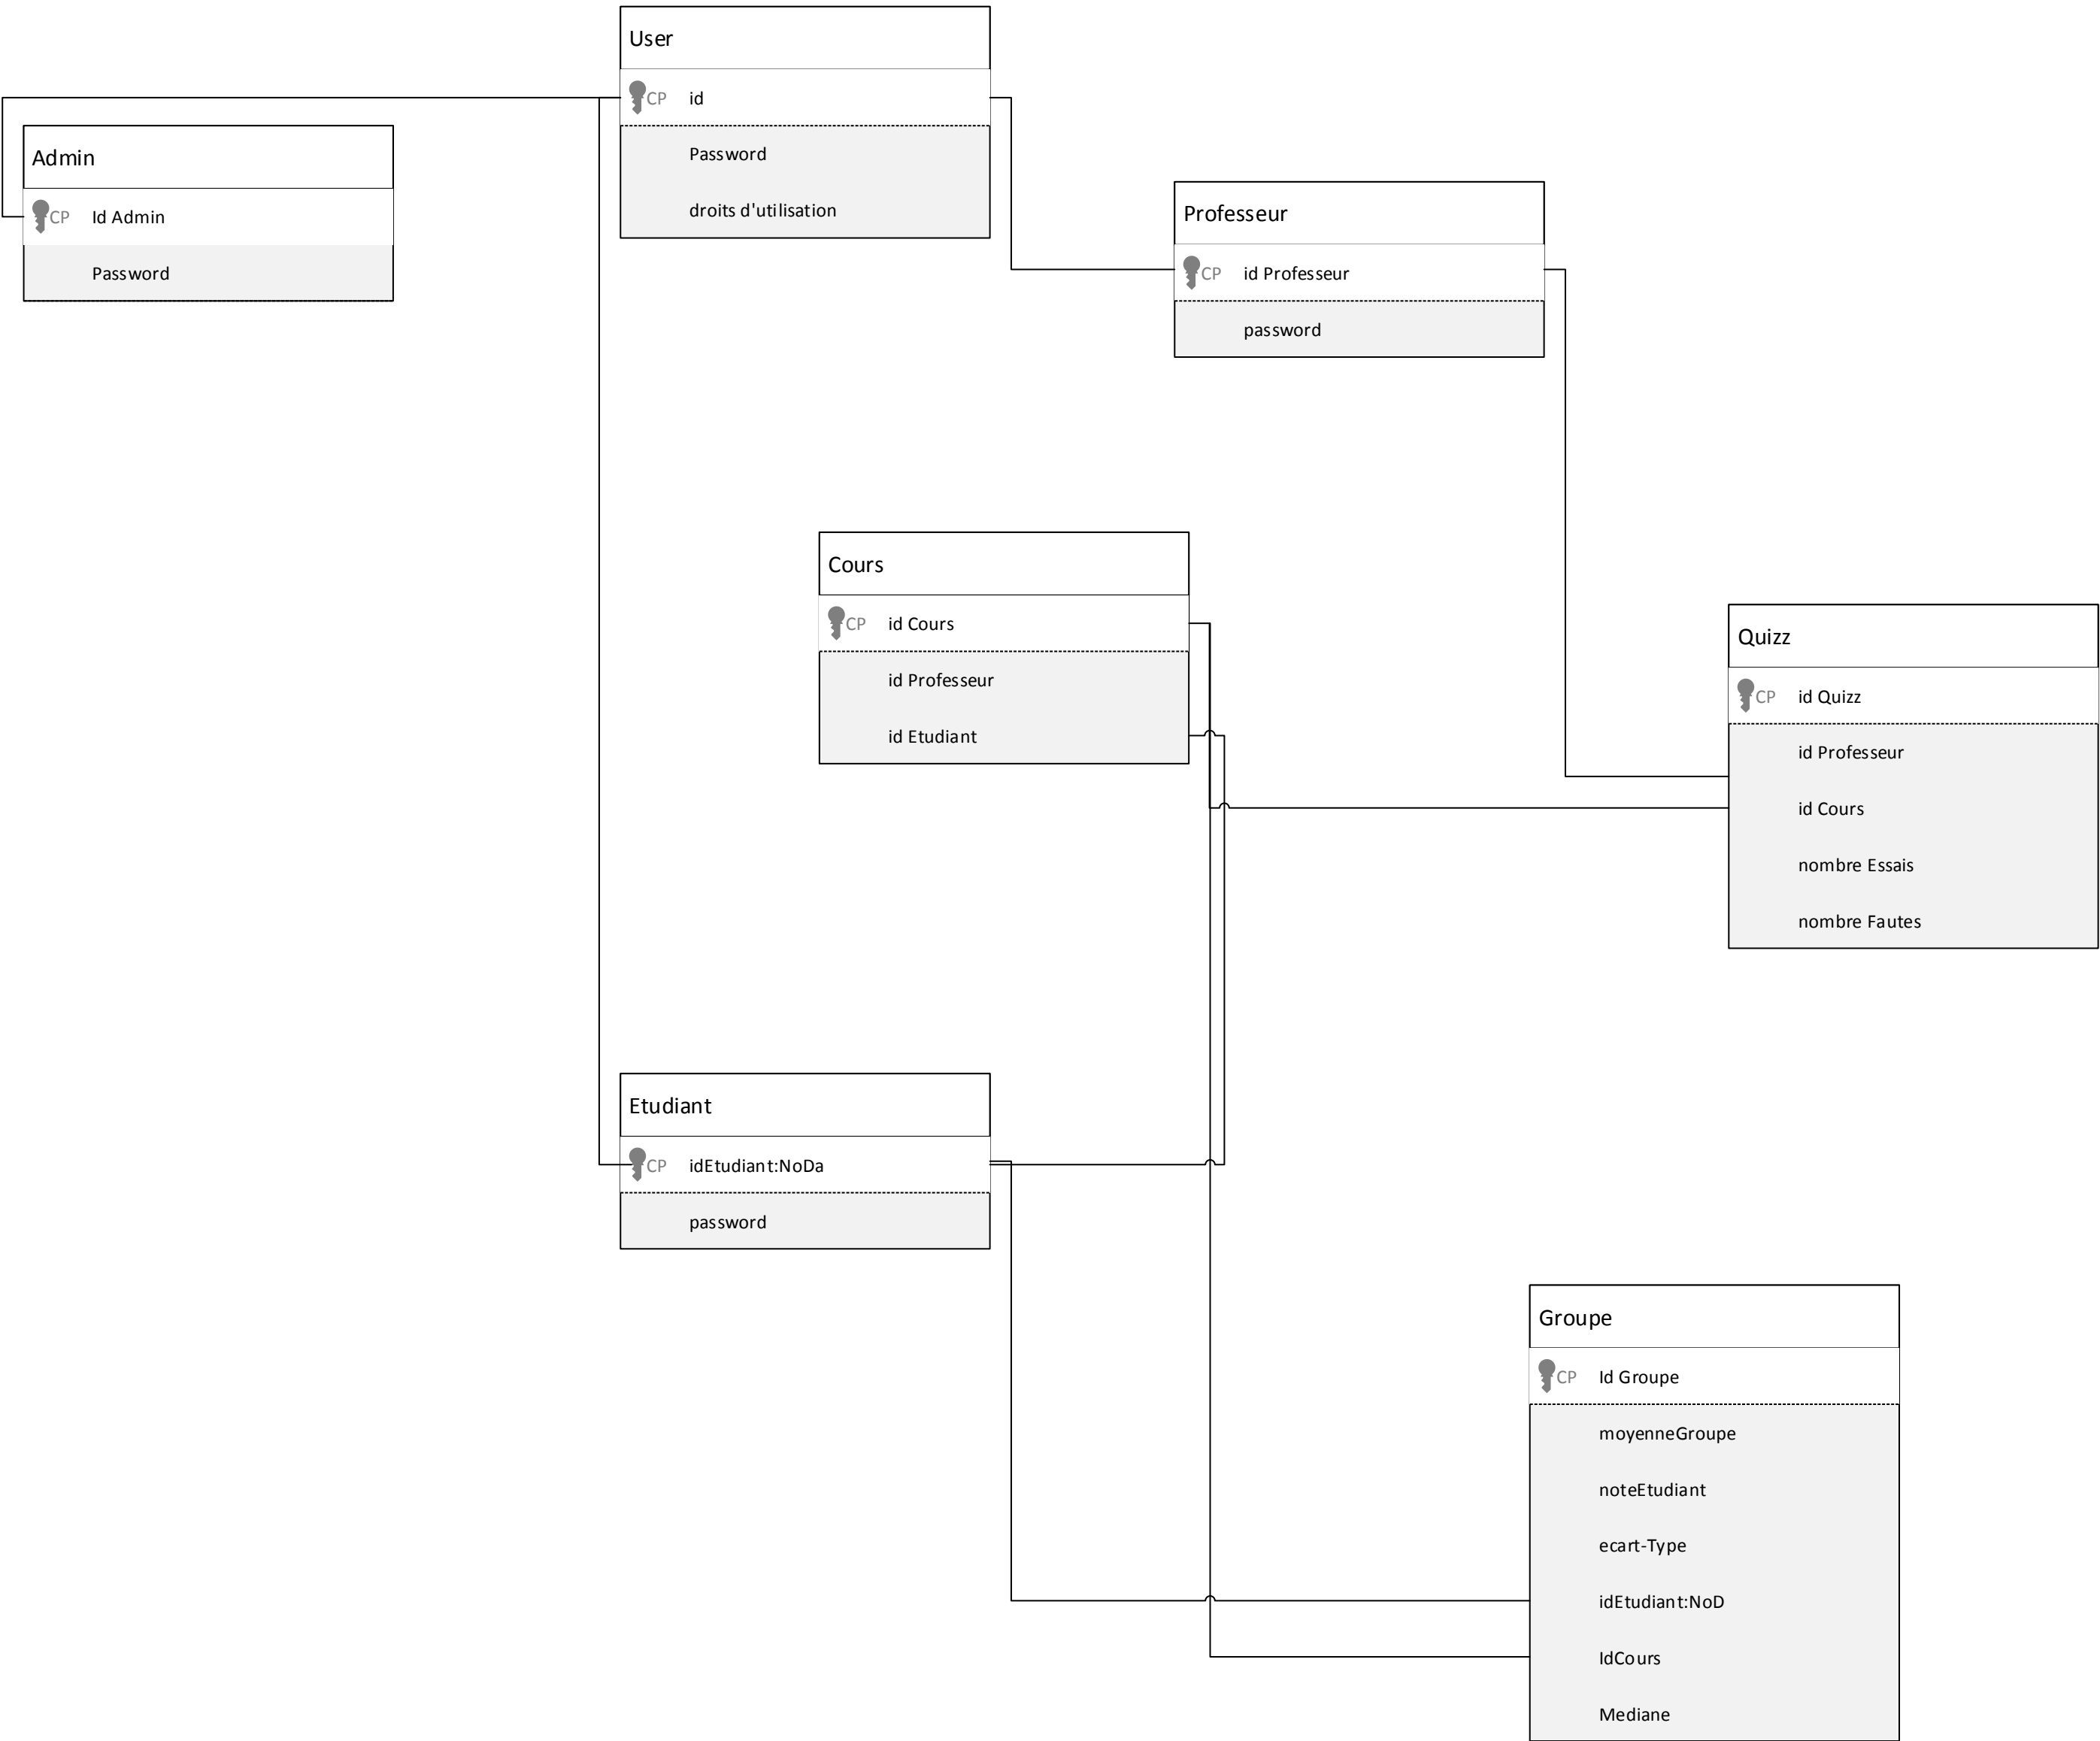 User
CP id
Password
droits d'utilisation
Admin
CP Id Admin
Password
Professeur
CP id Professeur
password
Cours
CP id Cours
id Professeur
id Etudiant
Quizz
CP id Quizz
id Professeur
id Cours
nombre Essais
nombre Fautes
Etudiant
CP idEtudiant:NoDa
password
Groupe
CP Id Groupe
moyenneGroupe
noteEtudiant
ecart-Type
idEtudiant:NoD
IdCours
Mediane